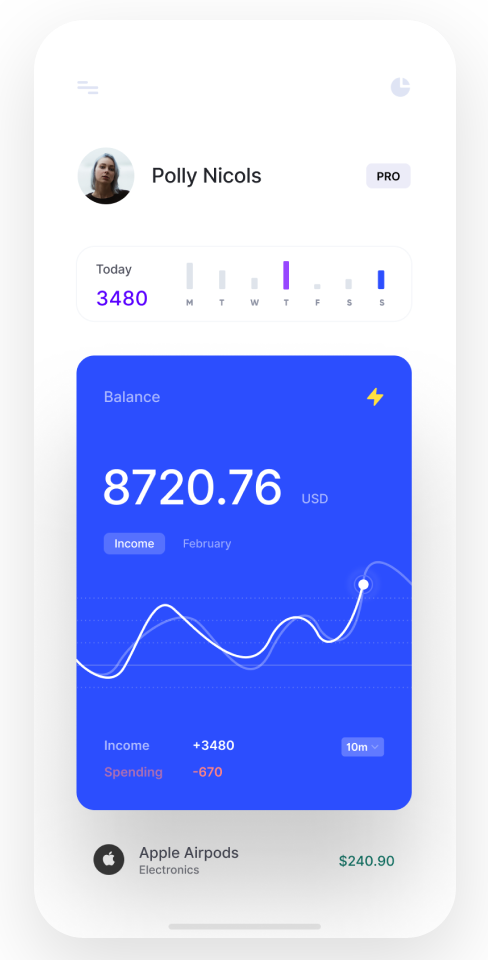 Polly Nicols
PRO
Today
3480
M T W T F S S
Balance
8720.76 USD
Income February
Income +3480 10m
Spending -670
Apple Airpods
Electronics
$240.90